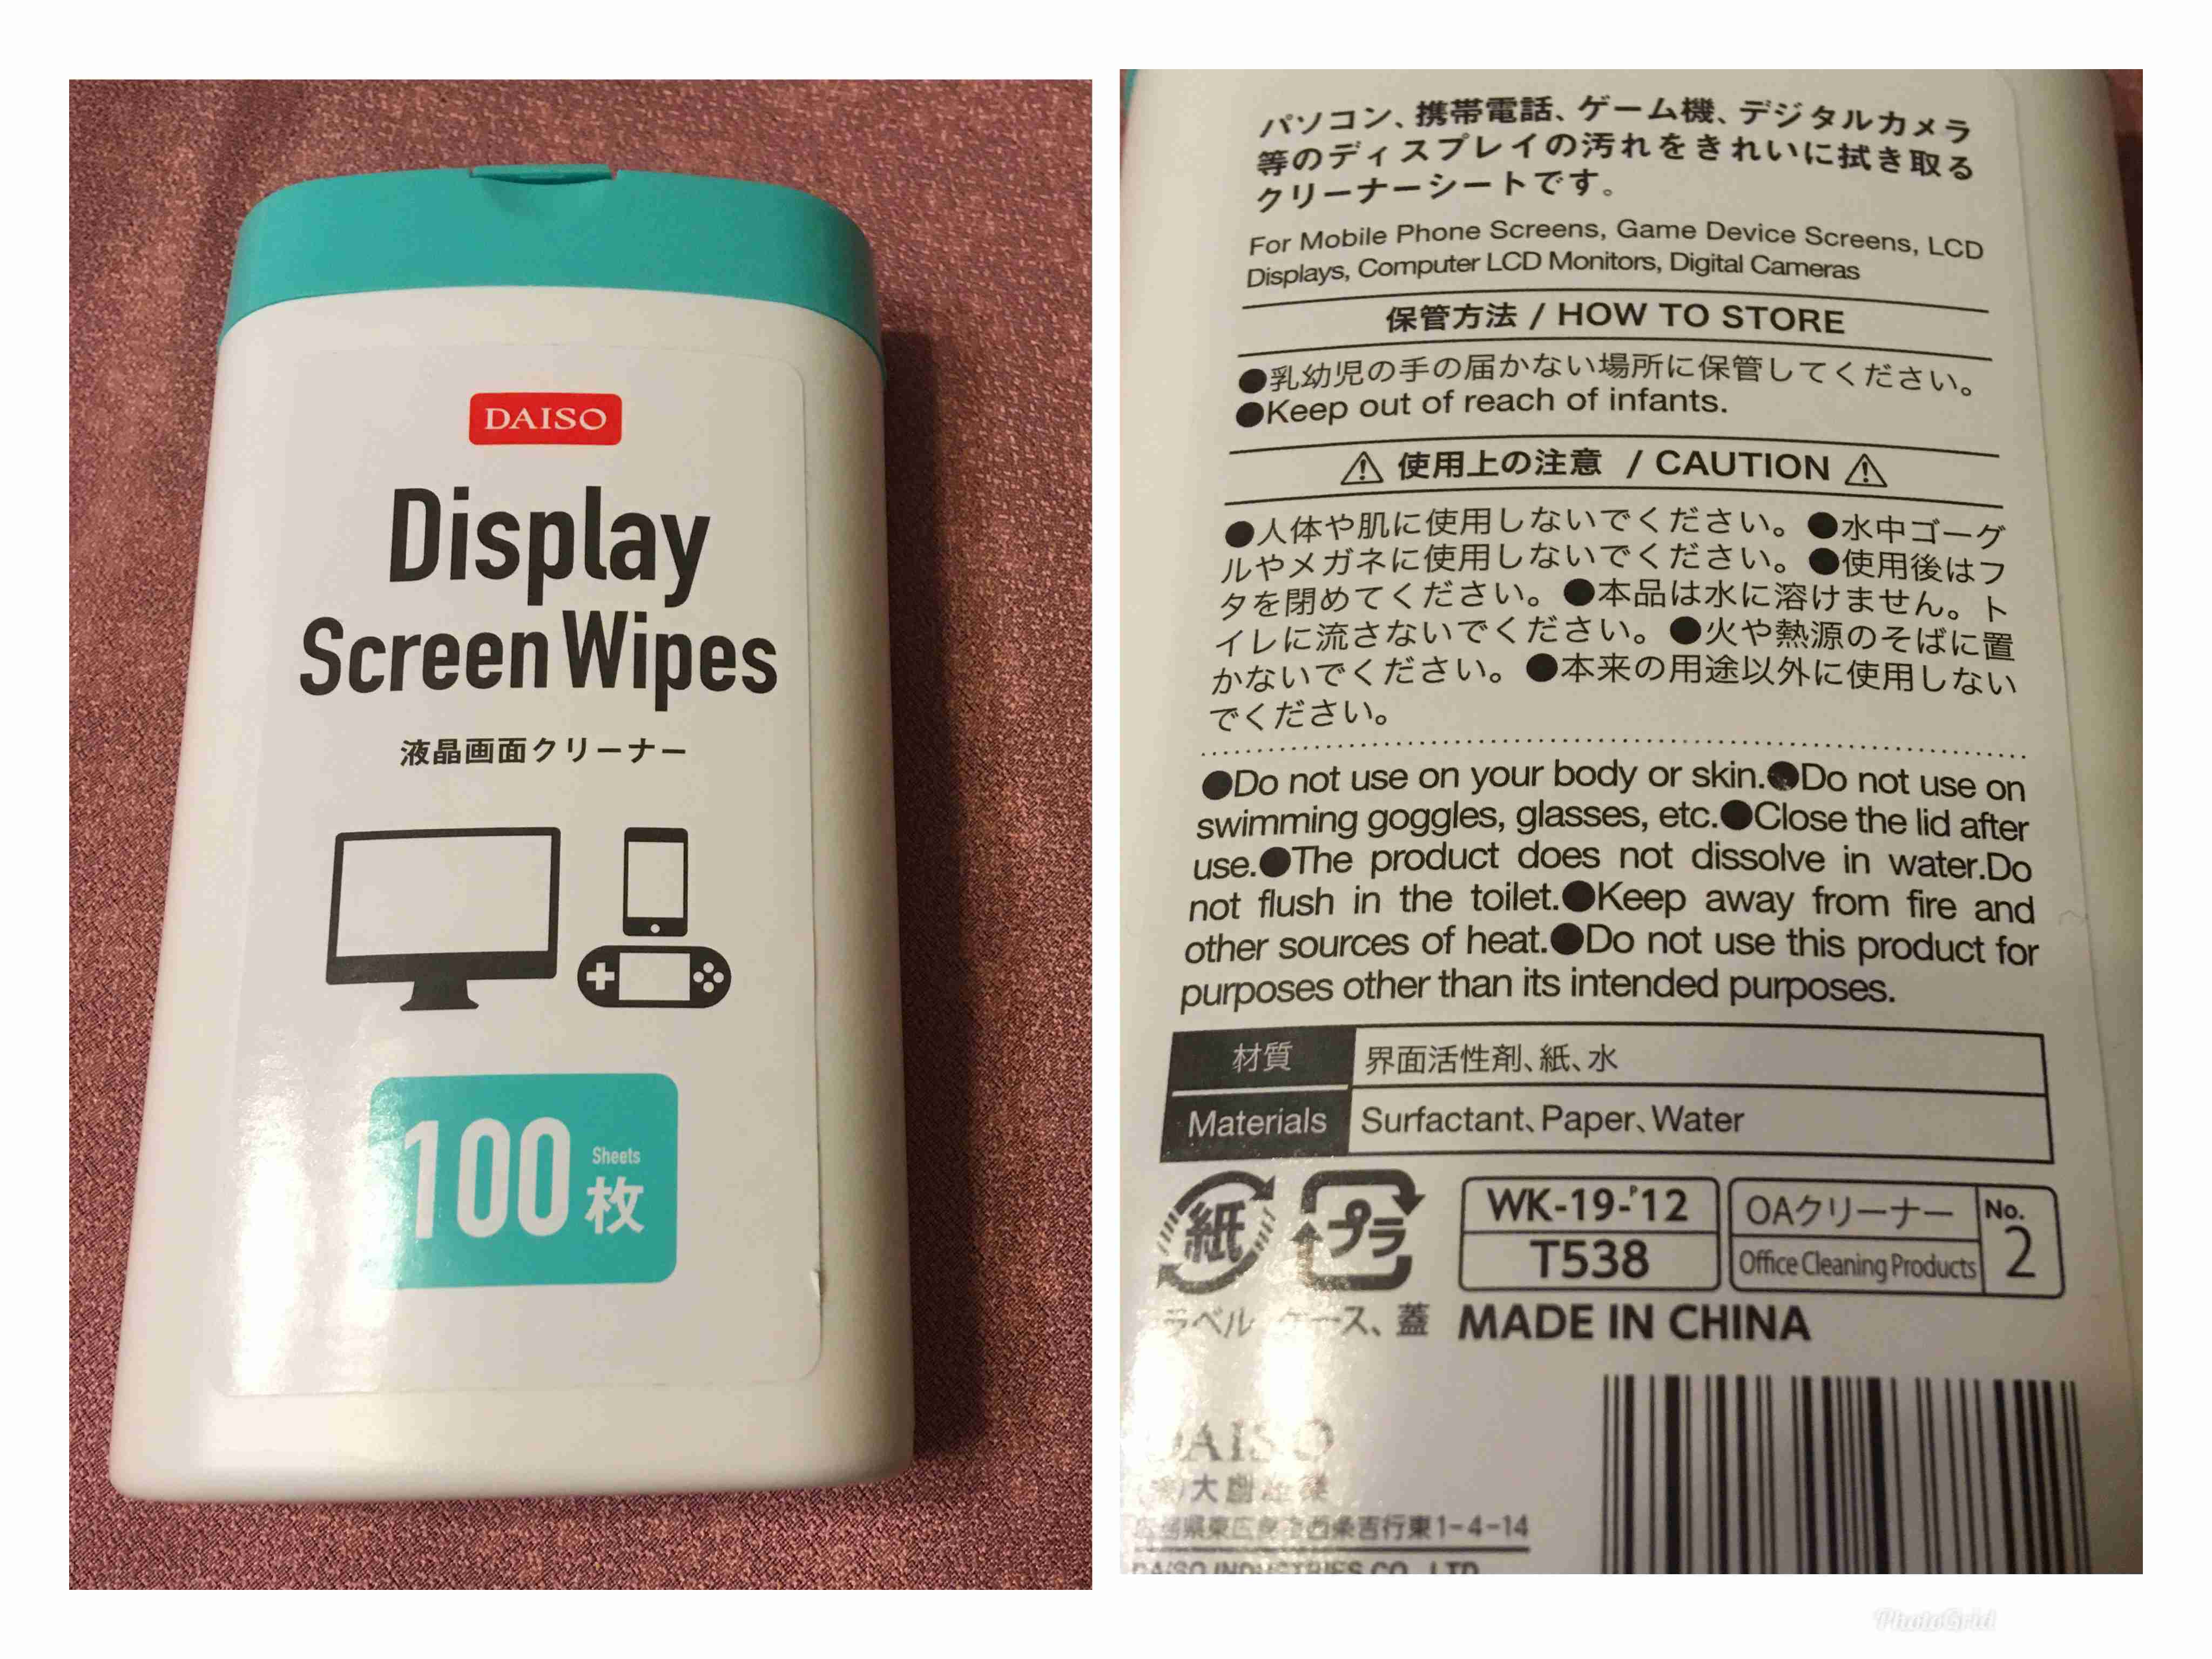 DAISO
Display
Screen Wipes
液晶画面クリーナー
100 Sheets 枚
パソコン、携帯電話、ゲーム機、デジタルカメラ
等のディスプレイの汚れをきれいに拭き取る
クリーナーシートです。
For Mobile Phone Screens, Game Device Screens, LCD
Displays, Computer LCD Monitors, Digital Cameras
保管方法 / HOW TO STORE
●乳幼児の手の届かない場所に保管してください。
●Keep out of reach of infants.
⚠ 使用上の注意 / CAUTION ⚠
●人体や肌に使用しないでください。●水中ゴーグ
ルやメガネに使用しないでください。●使用後はフ
タを閉めてください。●本品は水に溶けません。ト
イレに流さないでください。●火や熱源のそばに置
かないでください。●本来の用途以外に使用しない
でください。
●Do not use on your body or skin.●Do not use on
swimming goggles, glasses, etc.●Close the lid after
use.●The product does not dissolve in water.Do
not flush in the toilet.●Keep away from fire and
other sources of heat.●Do not use this product for
purposes other than its intended purposes.
材質 界面活性剤、紙、水
Materials Surfactant、Paper、Water
紙 プラ
WK-19-'12
T538
OAクリーナー
Office Cleaning Products
No.
2
ラベル ケース、蓋 MADE IN CHINA
DAISO
吉行東1-4-14
DAISO INDUSTRIES CO., LTD
PhotoGrid